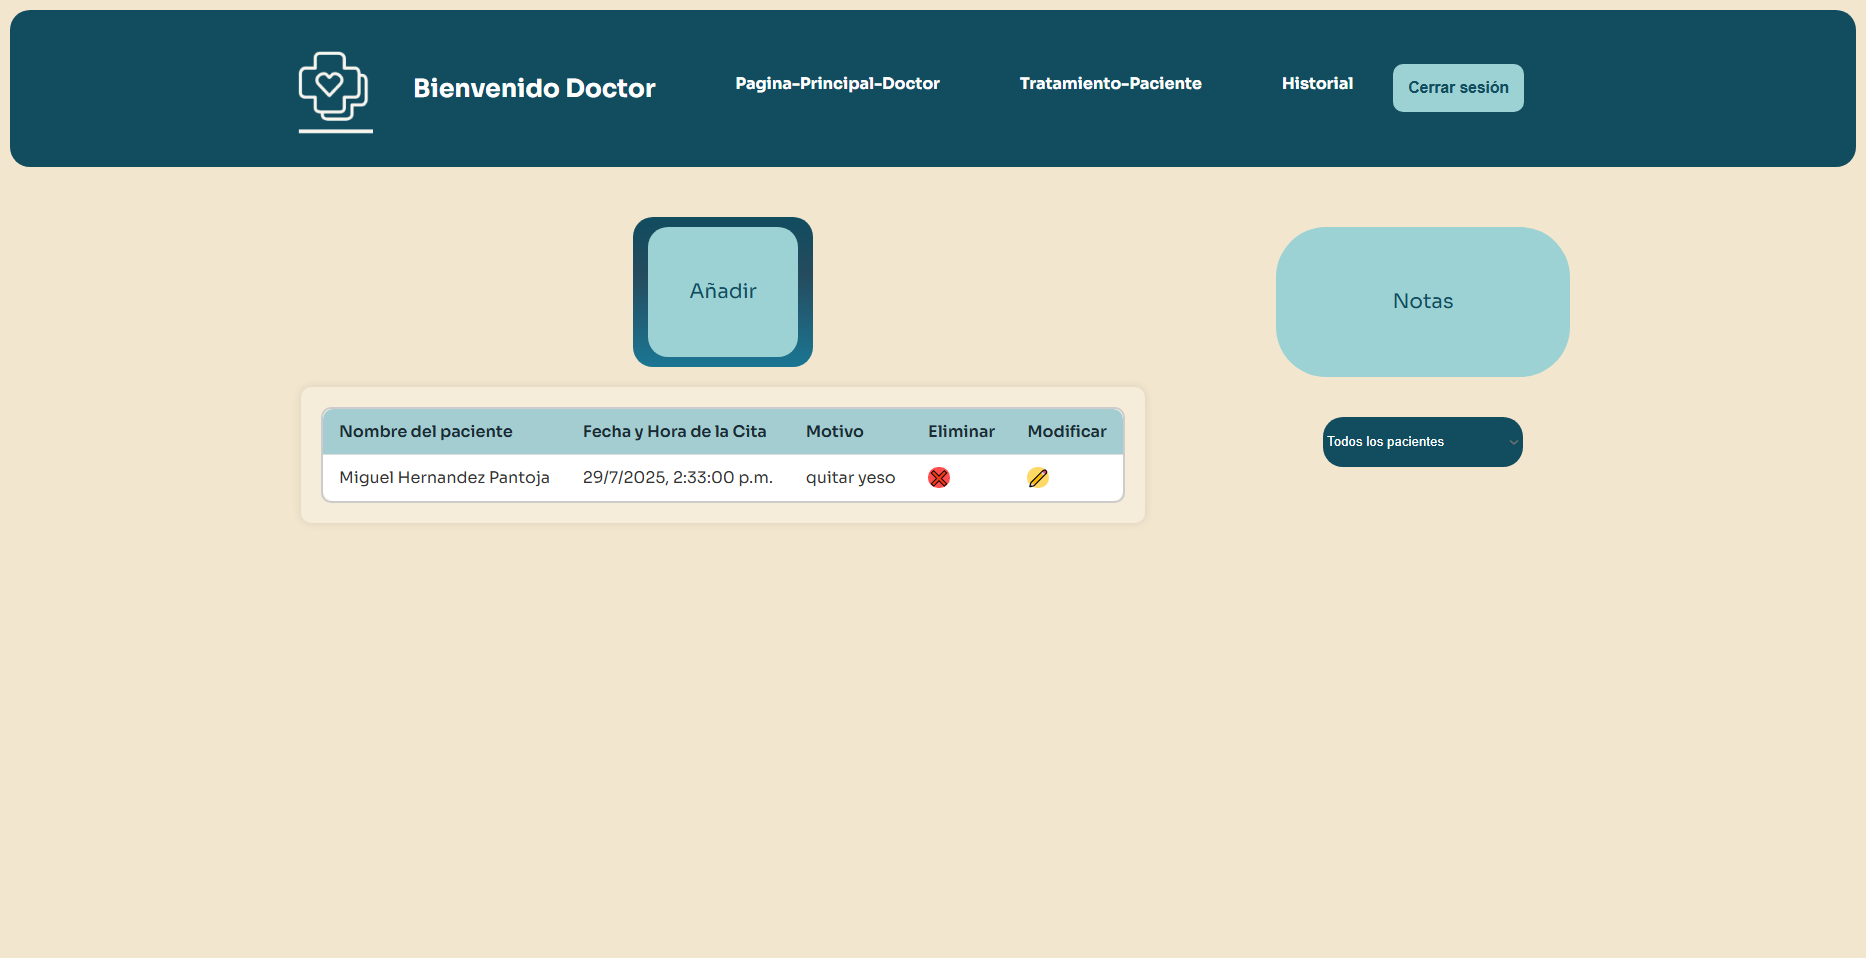 Bienvenido Doctor
Pagina-Principal-Doctor
Tratamiento-Paciente
Historial
Cerrar sesión
Añadir
Notas
Nombre del paciente Fecha y Hora de la Cita Motivo Eliminar Modificar
Miguel Hernandez Pantoja 29/7/2025, 2:33:00 p.m. quitar yeso
Todos los pacientes